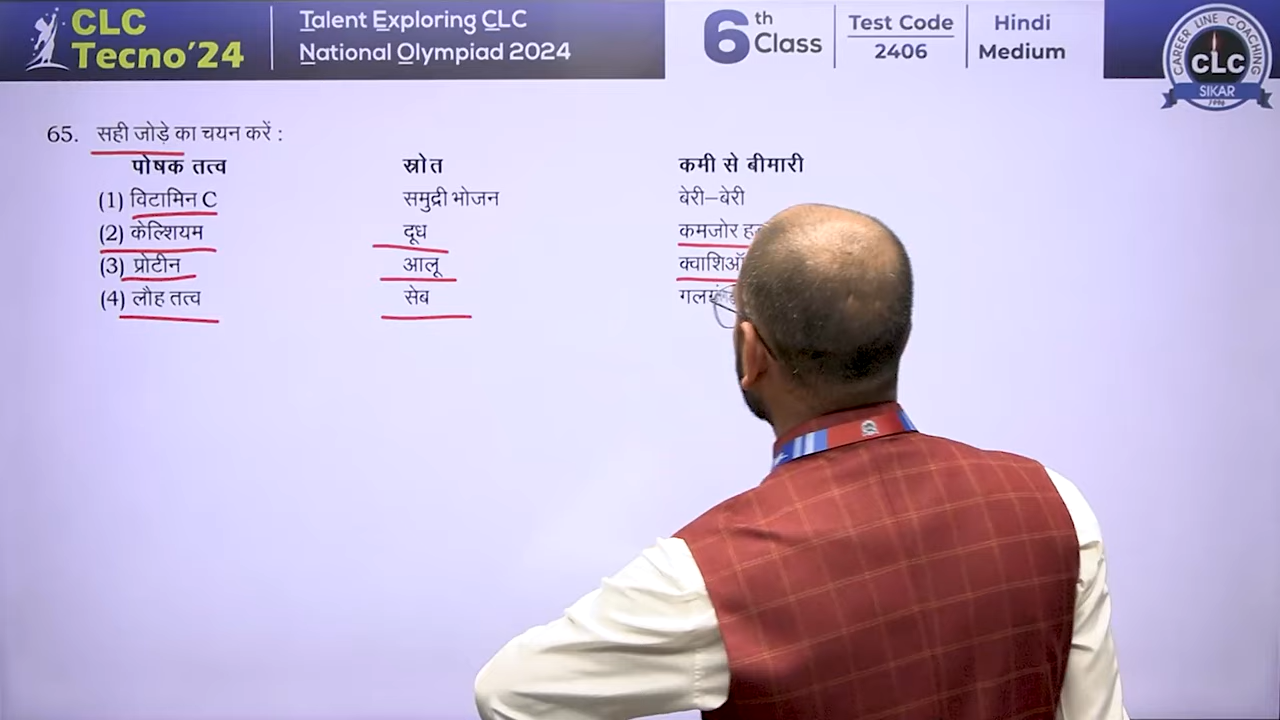 CLC
Tecno'24
Talent Exploring CLC
National Olympiad 2024
6th Class
Test Code
2406
Hindi
Medium
CAREER LINE COACHING
CLC
SIKAR
1996
65. सही जोड़े का चयन करें :
पोषक तत्व स्रोत कमी से बीमारी
(1) विटामिन C समुद्री भोजन बेरी–बेरी
(2) केल्शियम दूध कमजोर
(3) प्रोटीन आलू
(4) लौह तत्व सेब